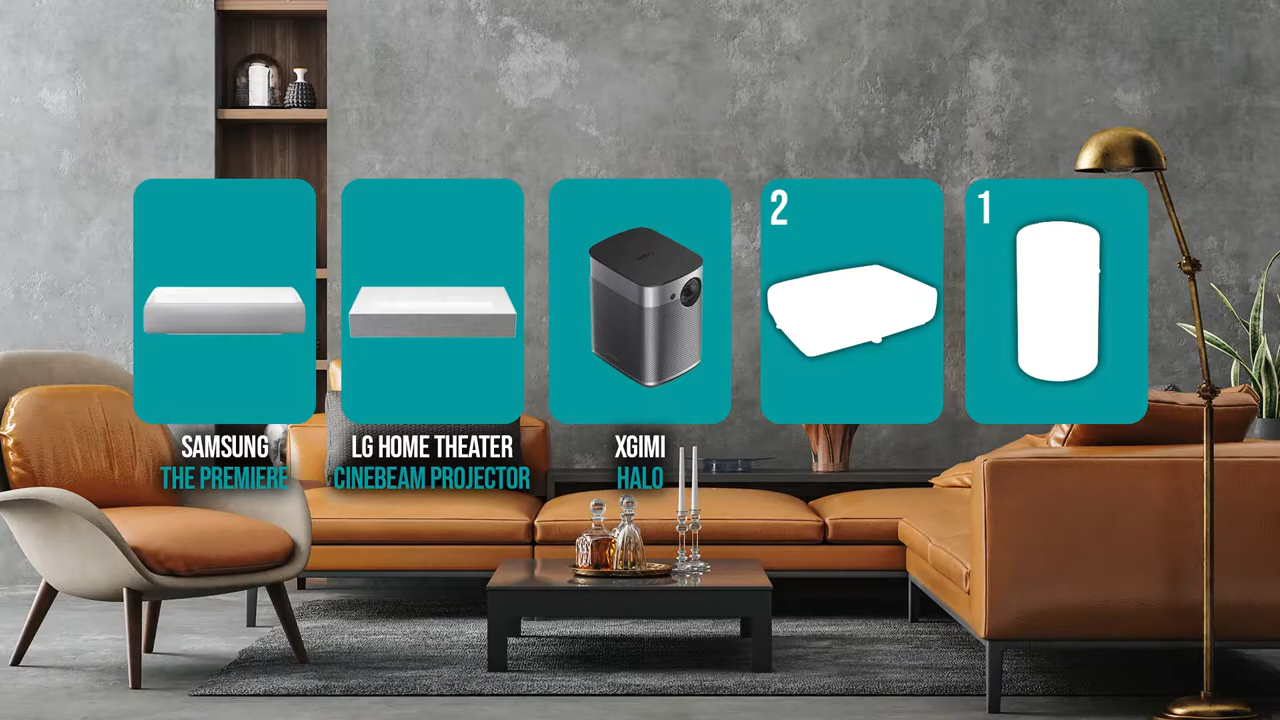 2
1
SAMSUNG
THE PREMIERE
LG HOME THEATER
CINEBEAM PROJECTOR
XGIMI
HALO